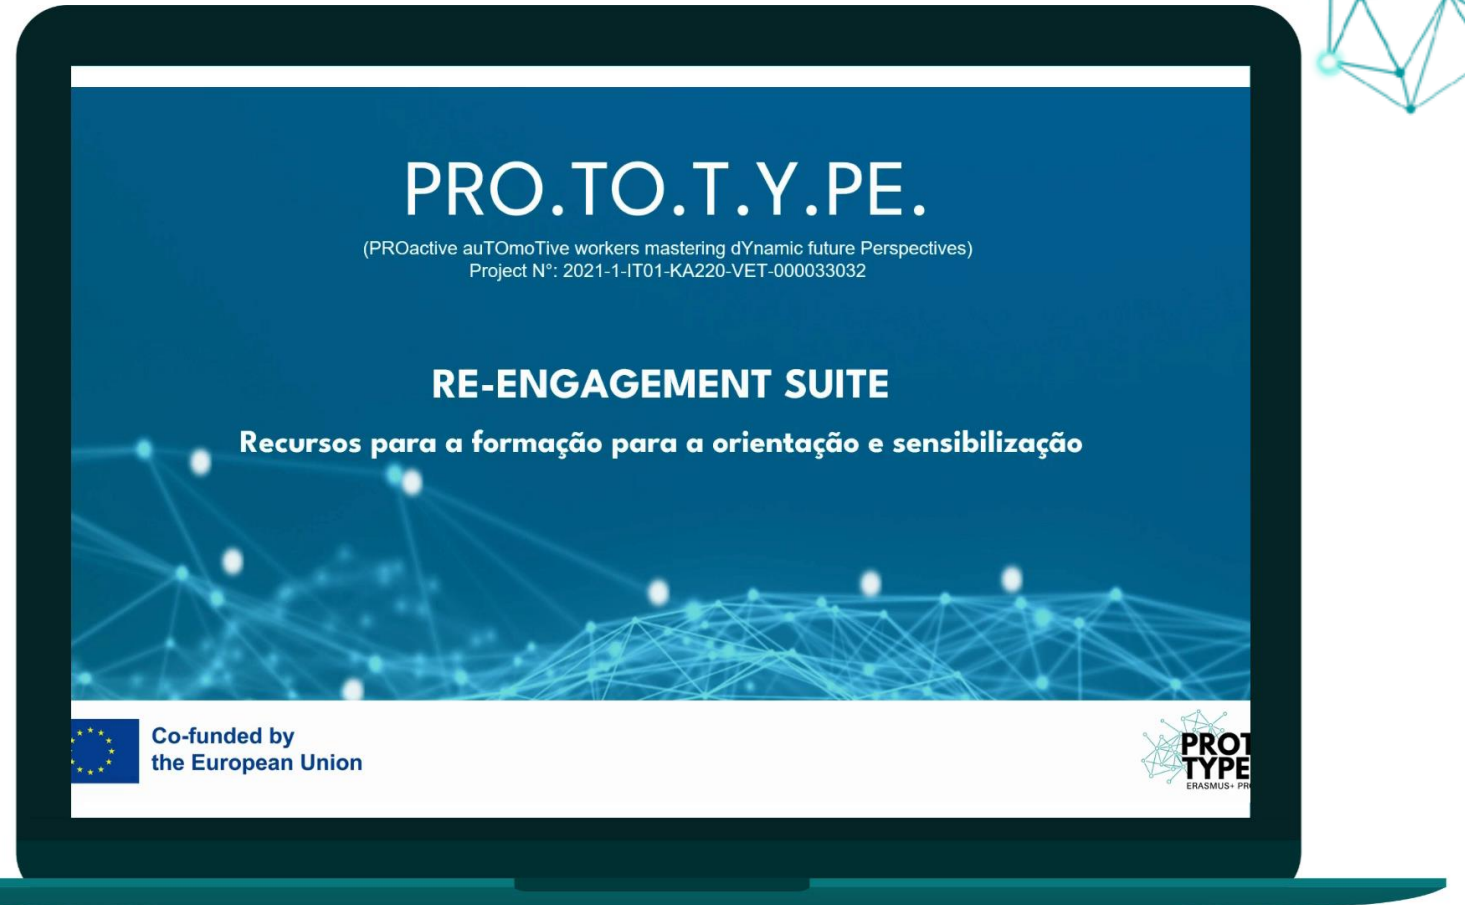 PRO.TO.T.Y.PE.
(PROactive auTOmoTive workers mastering dYnamic future Perspectives)
Project N°: 2021-1-IT01-KA220-VET-000033032
RE-ENGAGEMENT SUITE
Recursos para a formação para a orientação e sensibilização
Co-funded by
the European Union
PROT
TYPE
ERASMUS+ PR